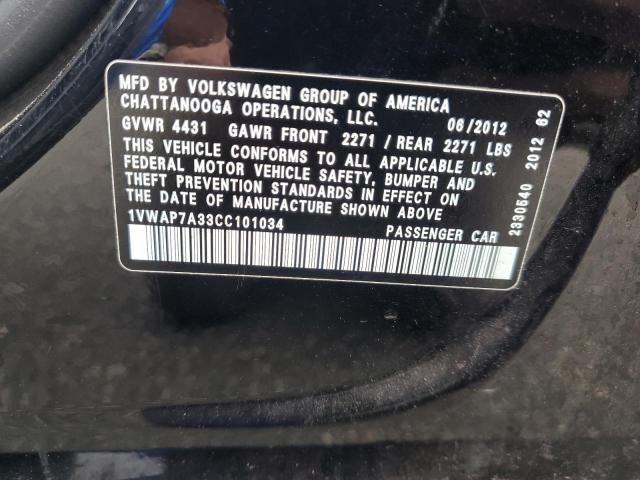 MFD BY VOLKSWAGEN GROUP OF AMERICA
CHATTANOOGA OPERATIONS, LLC. 06/2012
GVWR 4431 GAWR FRONT 2271 / REAR 2271 LBS
THIS VEHICLE CONFORMS TO ALL APPLICABLE U.S.
FEDERAL MOTOR VEHICLE SAFETY, BUMPER AND
THEFT PREVENTION STANDARDS IN EFFECT ON
THE DATE OF MANUFACTURE SHOWN ABOVE
1VWAP7A33CC101034 PASSENGER CAR
2330540 2012 62